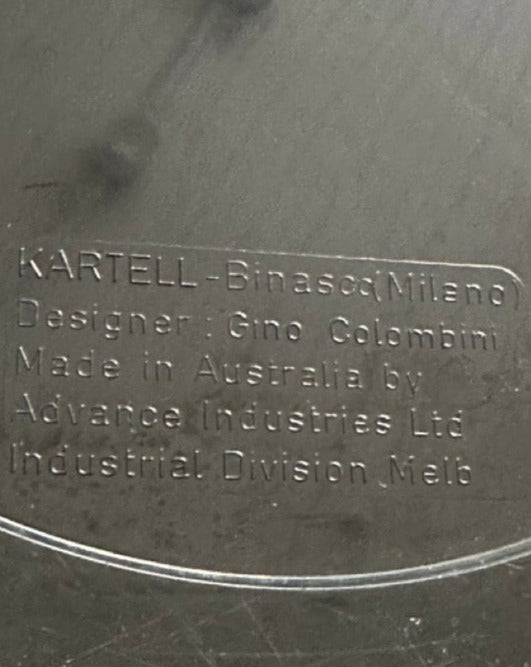 KARTELL-Binasco(Milano)
Designer: Gino Colombini
Made in Australia by
Advance Industries Ltd
Industrial Division Melb